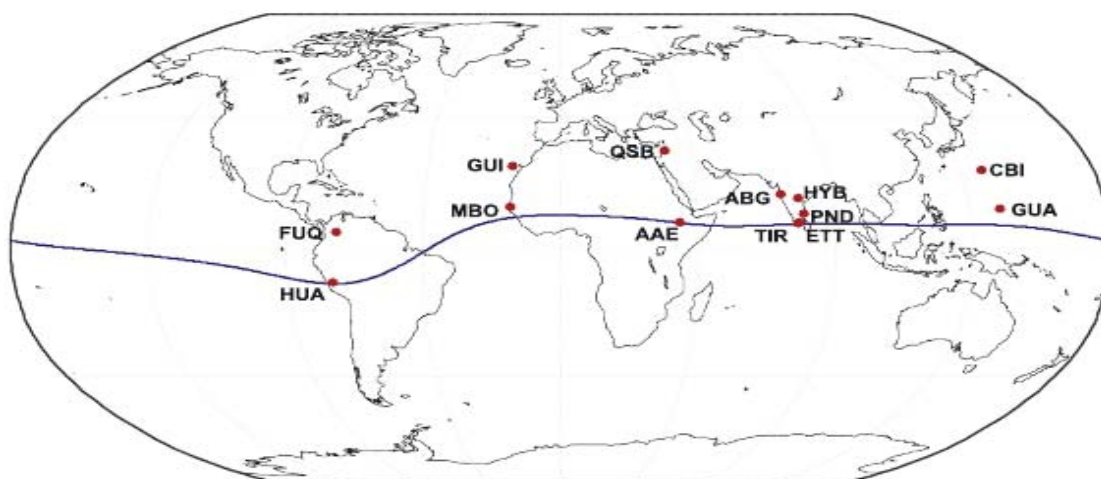 QSB
GUI
CBI
ABG
HYB
MBO
PND
GUA
FUQ
AAE
TIR
ETT
HUA